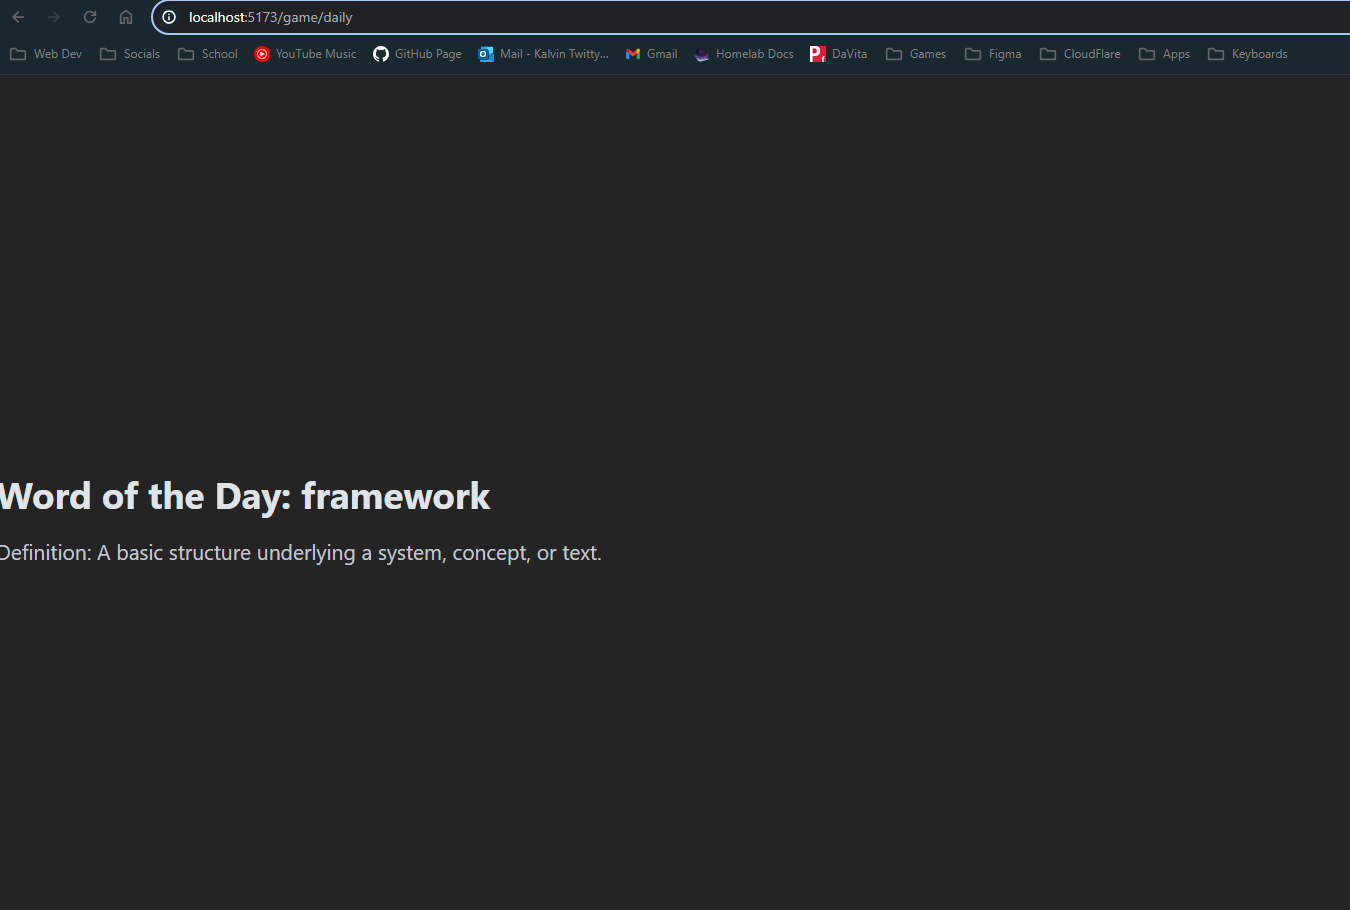 localhost:5173/game/daily
Web Dev Socials School YouTube Music GitHub Page Mail - Kalvin Twitty... Gmail Homelab Docs DaVita Games Figma CloudFlare Apps Keyboards
Word of the Day: framework
Definition: A basic structure underlying a system, concept, or text.